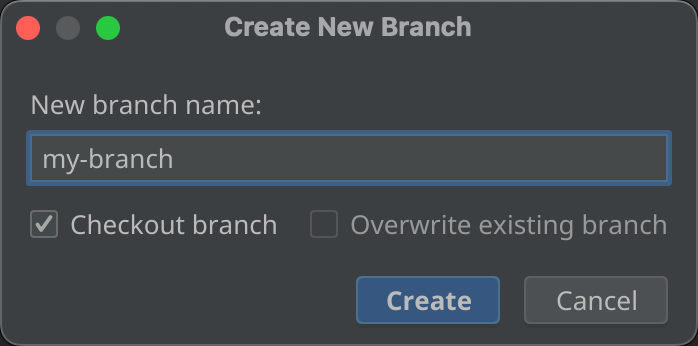 Create New Branch
New branch name:
my-branch
Checkout branch Overwrite existing branch
Create Cancel